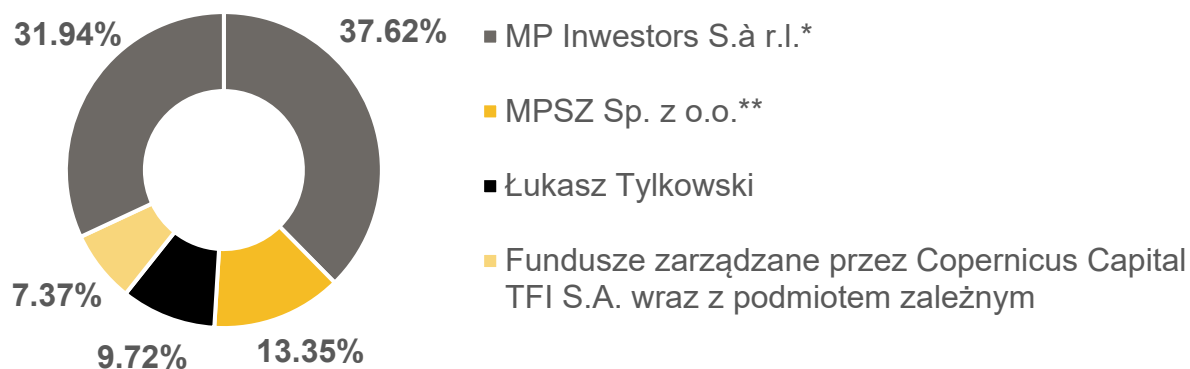 31.94%
37.62%
7.37%
9.72%
13.35%
MP Inwestors S.à r.l.*
MPSZ Sp. z o.o.**
Łukasz Tylkowski
Fundusze zarządzane przez Copernicus Capital
TFI S.A. wraz z podmiotem zależnym